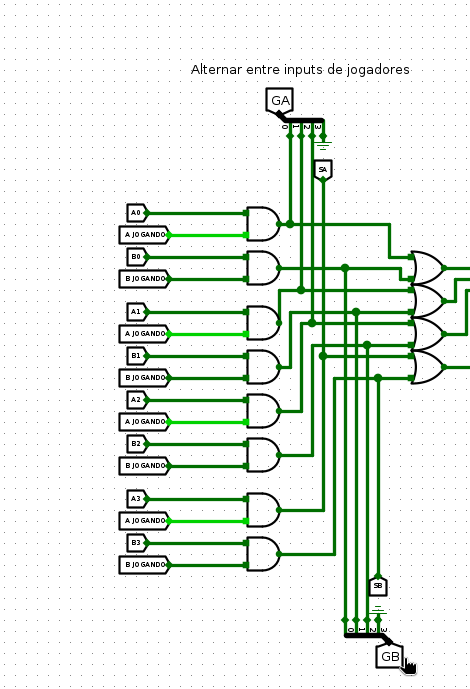 Alternar entre inputs de jogadores
GA
0 1 2 3
SA
A0
A JOGANDO
B0
B JOGANDO
A1
A JOGANDO
B1
B JOGANDO
A2
A JOGANDO
B2
B JOGANDO
A3
A JOGANDO
B3
B JOGANDO
SB
0 1 2 3
GB